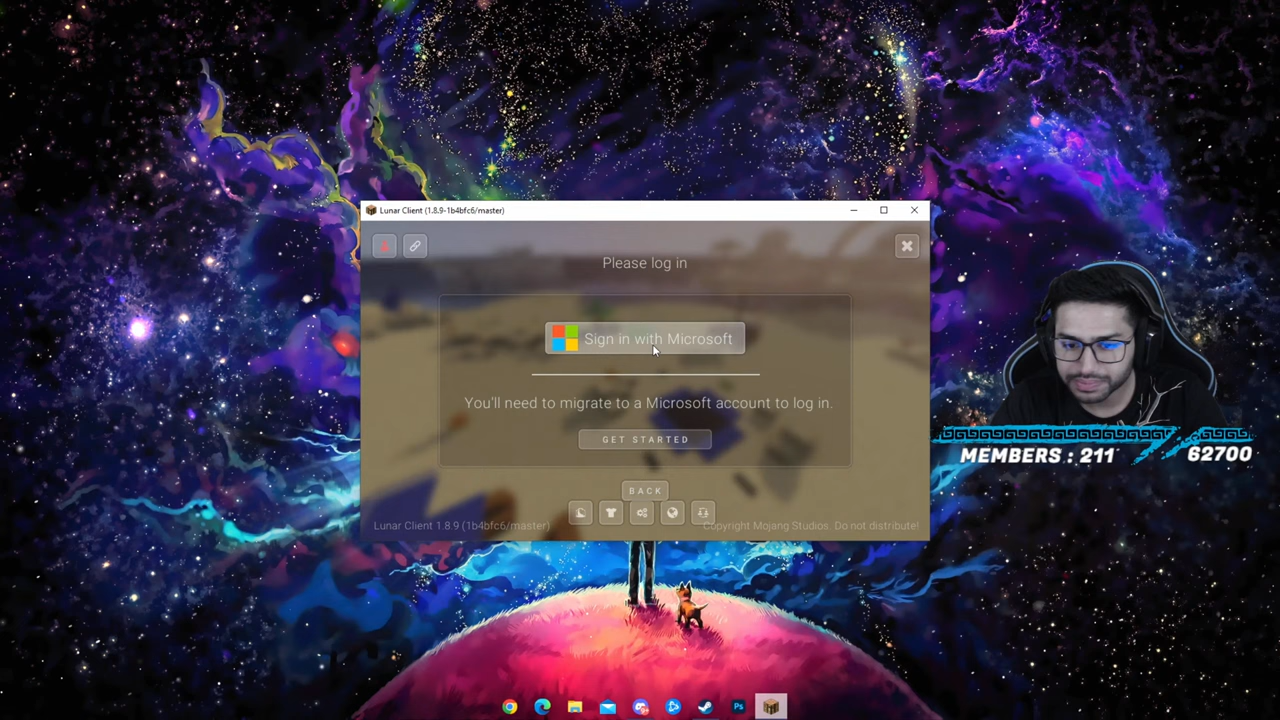 Lunar Client (1.8.9-1b4bfc6/master)
Please log in
Sign in with Microsoft
You'll need to migrate to a Microsoft account to log in.
GET STARTED
BACK
Lunar Client 1.8.9 (1b4bfc6/master)
Copyright Mojang Studios. Do not distribute!
MEMBERS : 211
62700
Ps